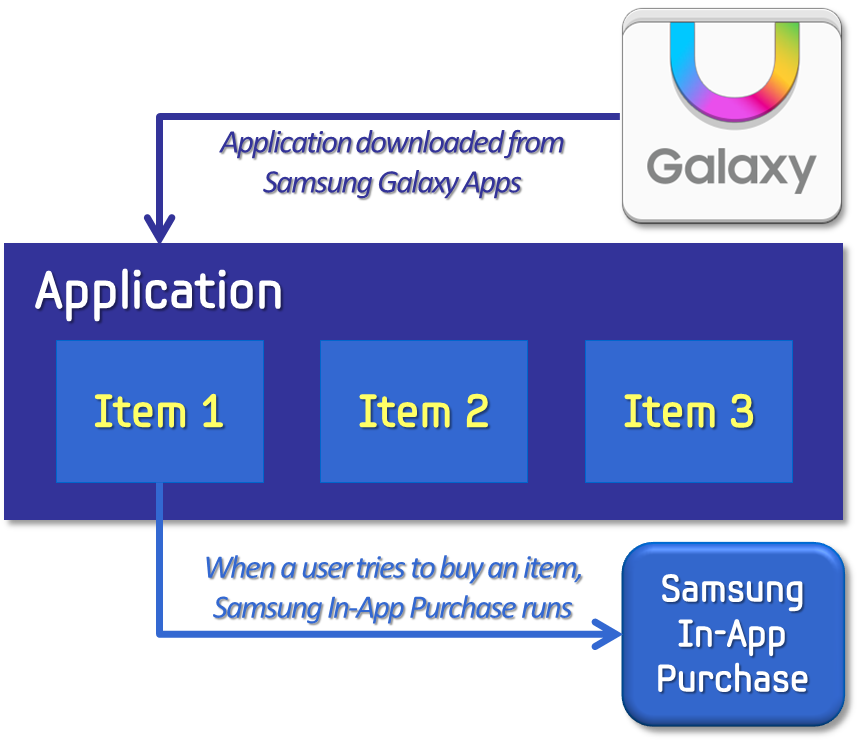 Galaxy
Application downloaded from
Samsung Galaxy Apps
Application
Item 1
Item 2
Item 3
When a user tries to buy an item,
Samsung In-App Purchase runs
Samsung
In-App
Purchase